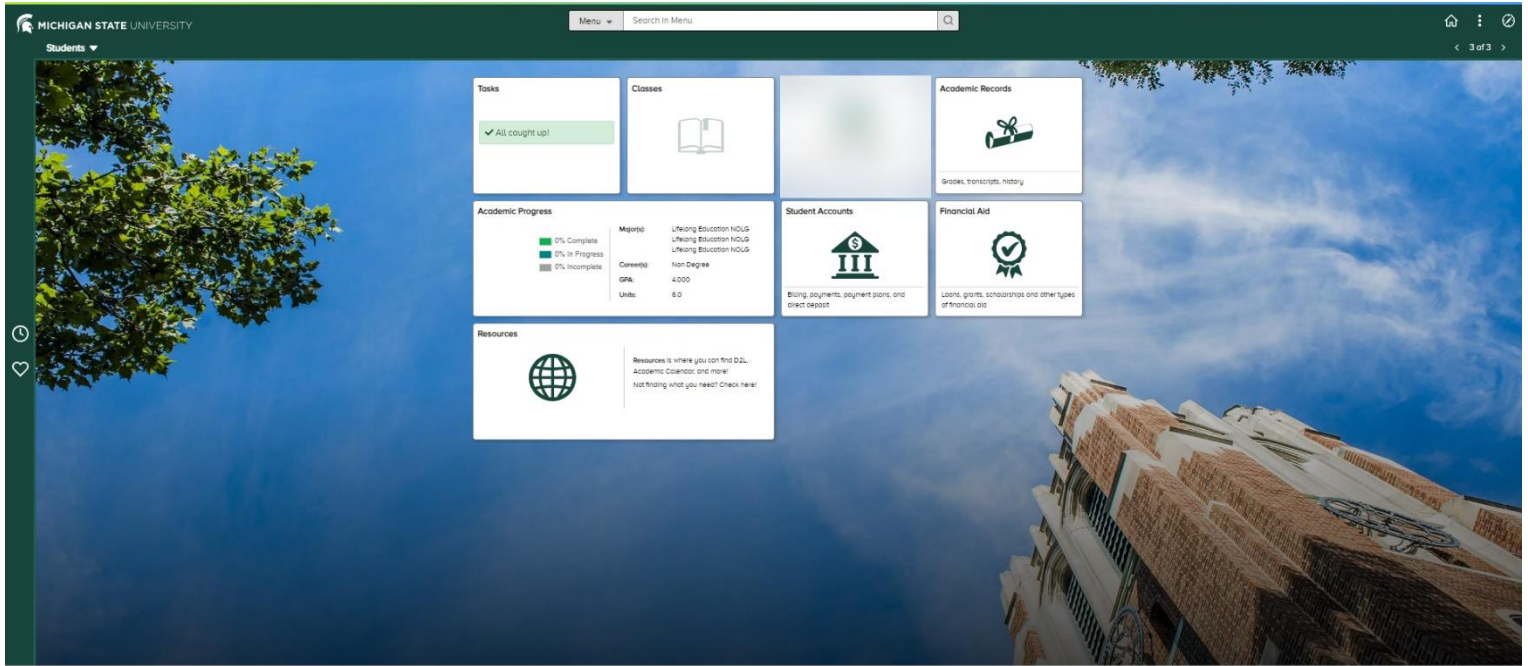 MICHIGAN STATE UNIVERSITY
Menu
Search in Menu
Students
3 of 3
Tasks
All caught up!
Classes
Academic Records
Grades, transcripts, history
Academic Progress
0% Complete
0% In Progress
0% Incomplete
Major(s): Lifelong Education NOLG
Lifelong Education NOLG
Lifelong Education NOLG
Career(s): Non Degree
GPA: 4.000
Units: 6.0
Student Accounts
$
Billing, payments, payment plans, and
direct deposit
Financial Aid
Loans, grants, scholarships and other types
of financial aid
Resources
Resources is where you can find D2L,
Academic Calendar, and more!
Not finding what you need? Check here!